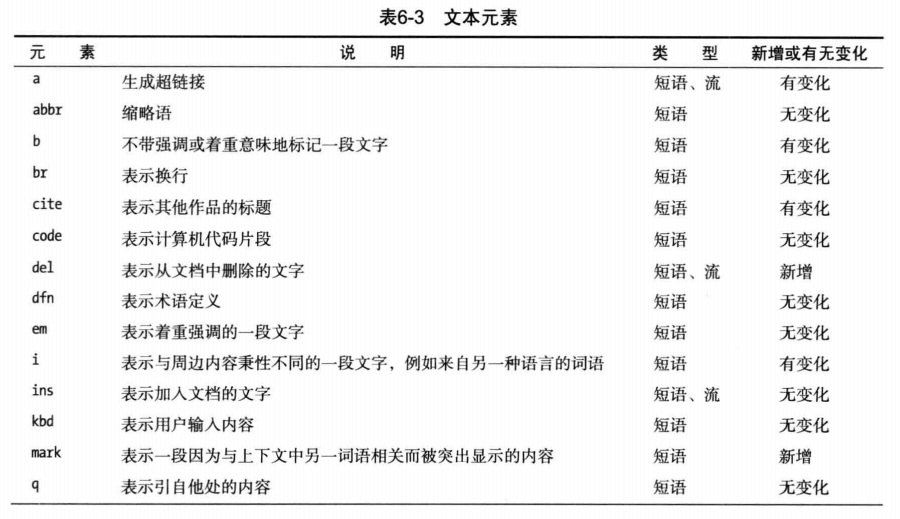 表6-3 文本元素
元 素 说 明 类 型 新增或有无变化
a 生成超链接 短语、流 有变化
abbr 缩略语 短语 无变化
b 不带强调或着重意味地标记一段文字 短语 有变化
br 表示换行 短语 无变化
cite 表示其他作品的标题 短语 有变化
code 表示计算机代码片段 短语 无变化
del 表示从文档中删除的文字 短语、流 新增
dfn 表示术语定义 短语 无变化
em 表示着重强调的一段文字 短语 无变化
i 表示与周边内容秉性不同的一段文字，例如来自另一种语言的词语 短语 有变化
ins 表示加入文档的文字 短语、流 无变化
kbd 表示用户输入内容 短语 无变化
mark 表示一段因为与上下文中另一词语相关而被突出显示的内容 短语 新增
q 表示引自他处的内容 短语 无变化